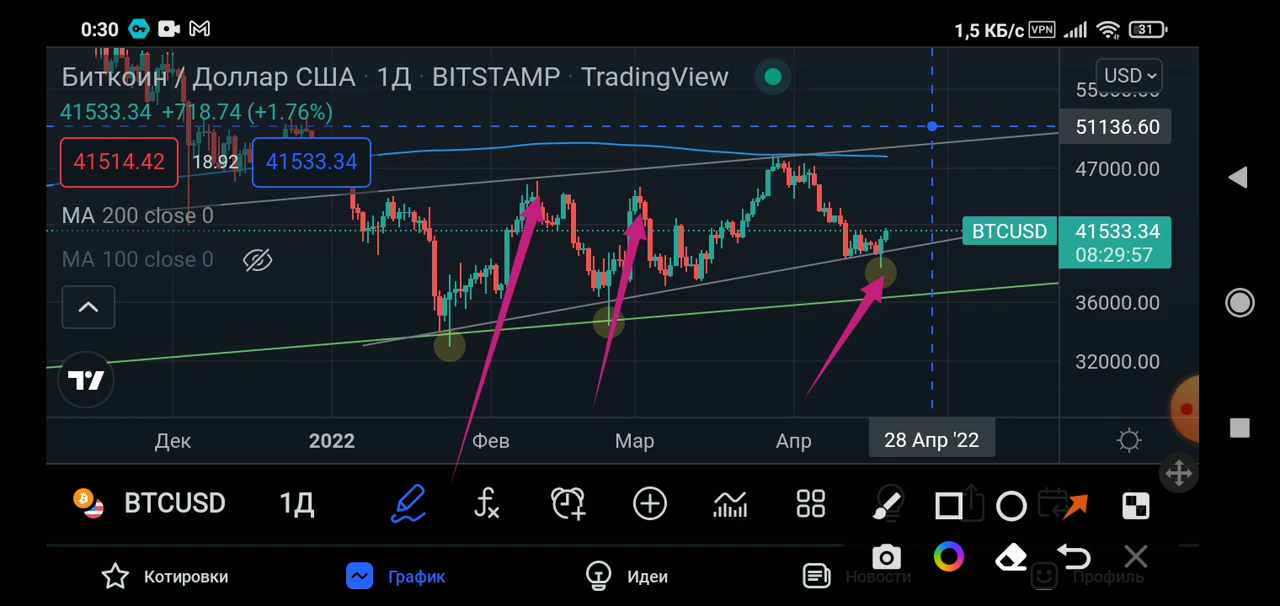 0:30 1,5 КБ/с VPN 31
Биткоин / Доллар США · 1Д · BITSTAMP · TradingView USD
41533.34 +718.74 (+1.76%) 55000.00
51136.60
41514.42 18.92 41533.34 47000.00
MA 200 close 0
BTCUSD 41533.34
MA 100 close 0 08:29:57
36000.00
32000.00
Дек 2022 Фев Мар Апр 28 Апр '22
BTCUSD 1Д
Котировки График Идеи Новости Профиль